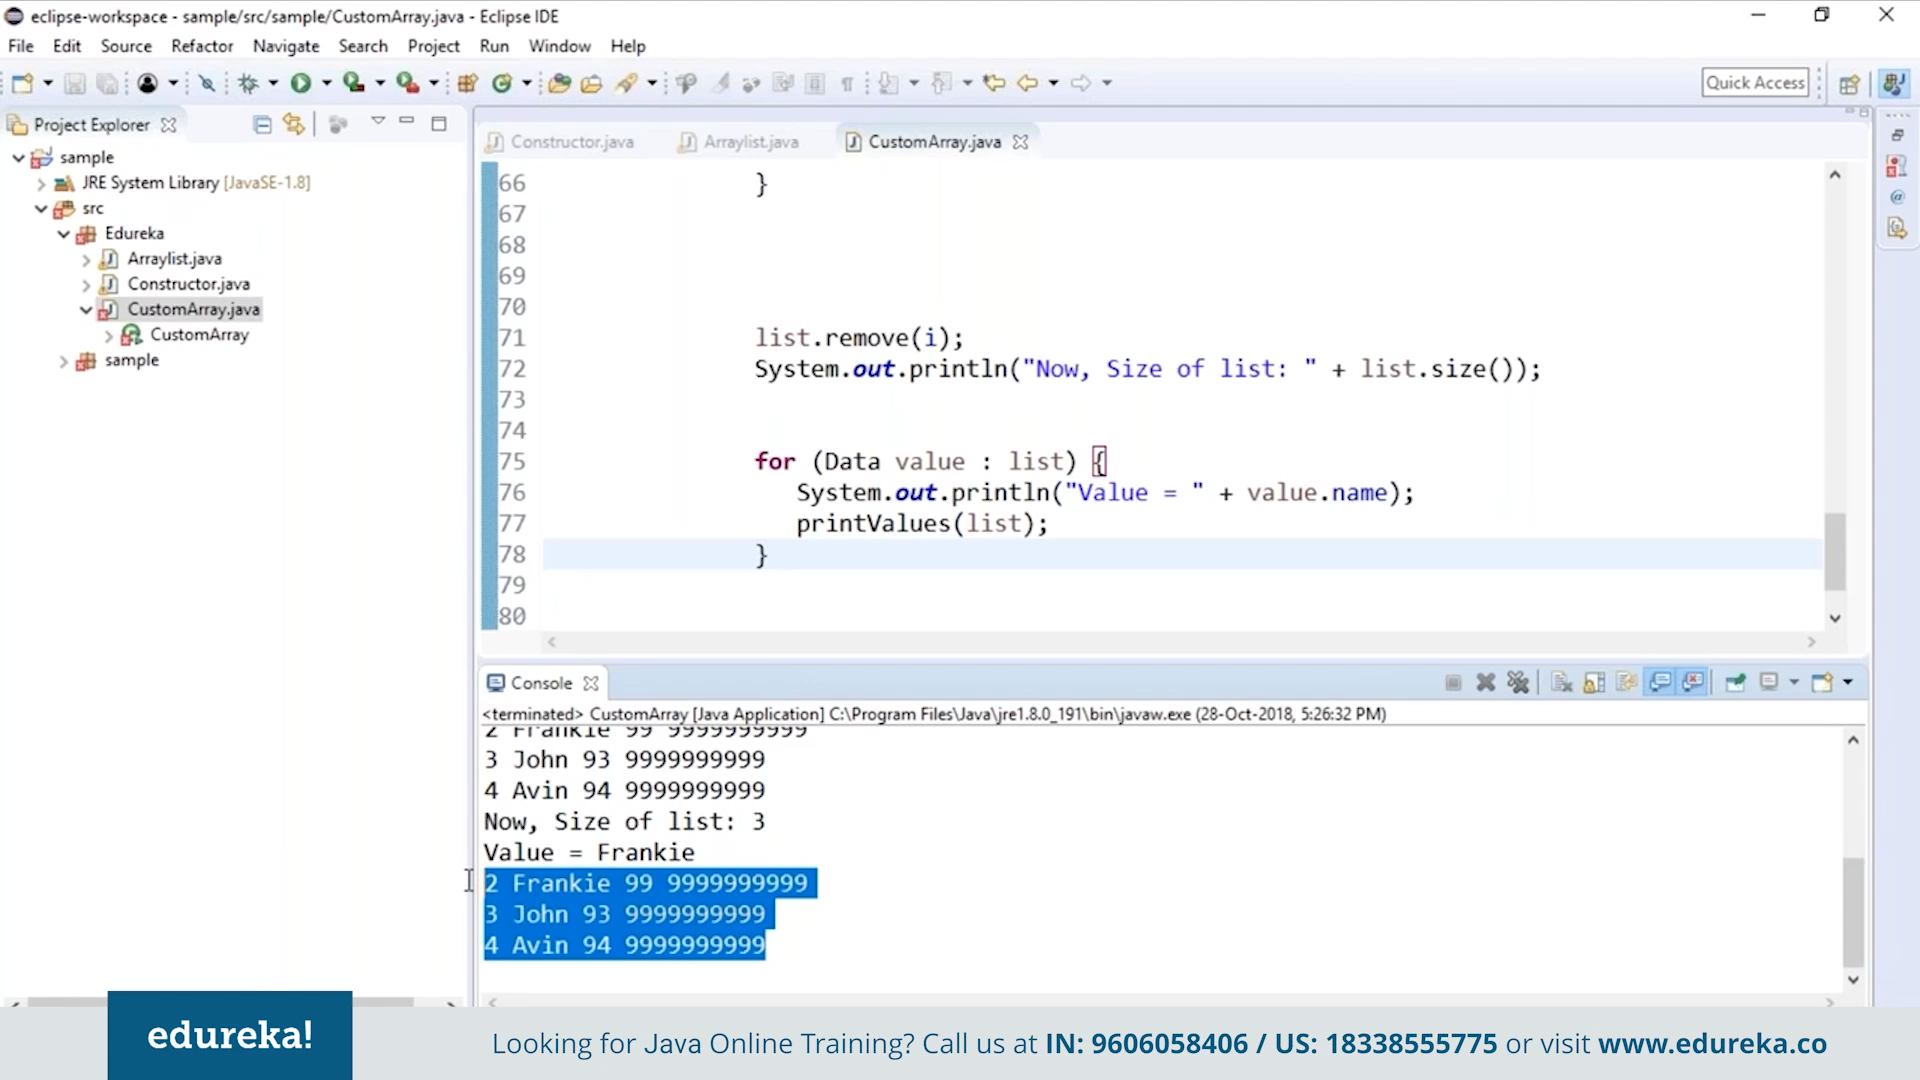 eclipse-workspace - sample/src/sample/CustomArray.java - Eclipse IDE
File Edit Source Refactor Navigate Search Project Run Window Help
Quick Access
Project Explorer
sample
JRE System Library [JavaSE-1.8]
src
Edureka
Arraylist.java
Constructor.java
CustomArray.java
CustomArray
sample
Constructor.java Arraylist.java CustomArray.java
66 }
67
68
69
70
71 list.remove(i);
72 System.out.println("Now, Size of list: " + list.size());
73
74
75 for (Data value : list) {
76 System.out.println("Value = " + value.name);
77 printValues(list);
78 }
79
80
Console
<terminated> CustomArray [Java Application] C:\Program Files\Java\jre1.8.0_191\bin\javaw.exe (28-Oct-2018, 5:26:32 PM)
2 Frankie 99 9999999999
3 John 93 9999999999
4 Avin 94 9999999999
Now, Size of list: 3
Value = Frankie
2 Frankie 99 9999999999
3 John 93 9999999999
4 Avin 94 9999999999
edureka!
Looking for Java Online Training? Call us at IN: 9606058406 / US: 18338555775 or visit www.edureka.co